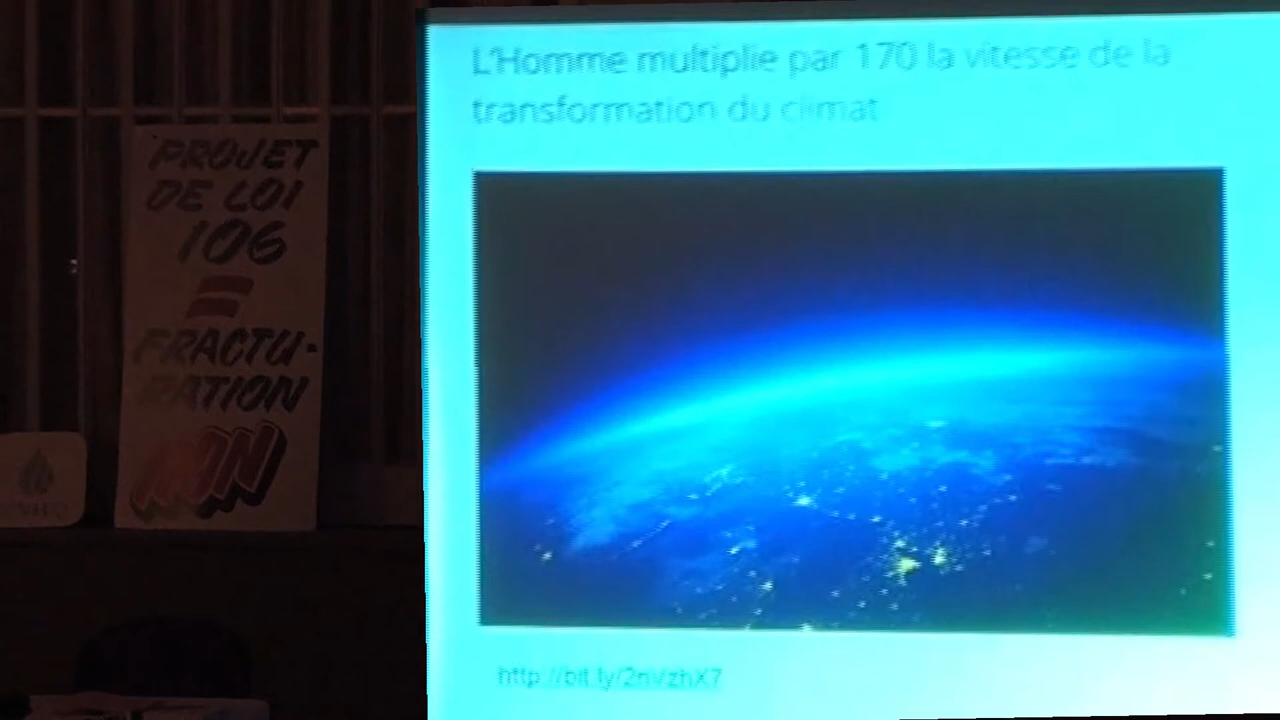 PROJET
DE LOI
106
=
FRACTU-
RATION
NON
L'Homme multiplie par 170 la vitesse de la
transformation du climat
http://bit.ly/2nVzhX7